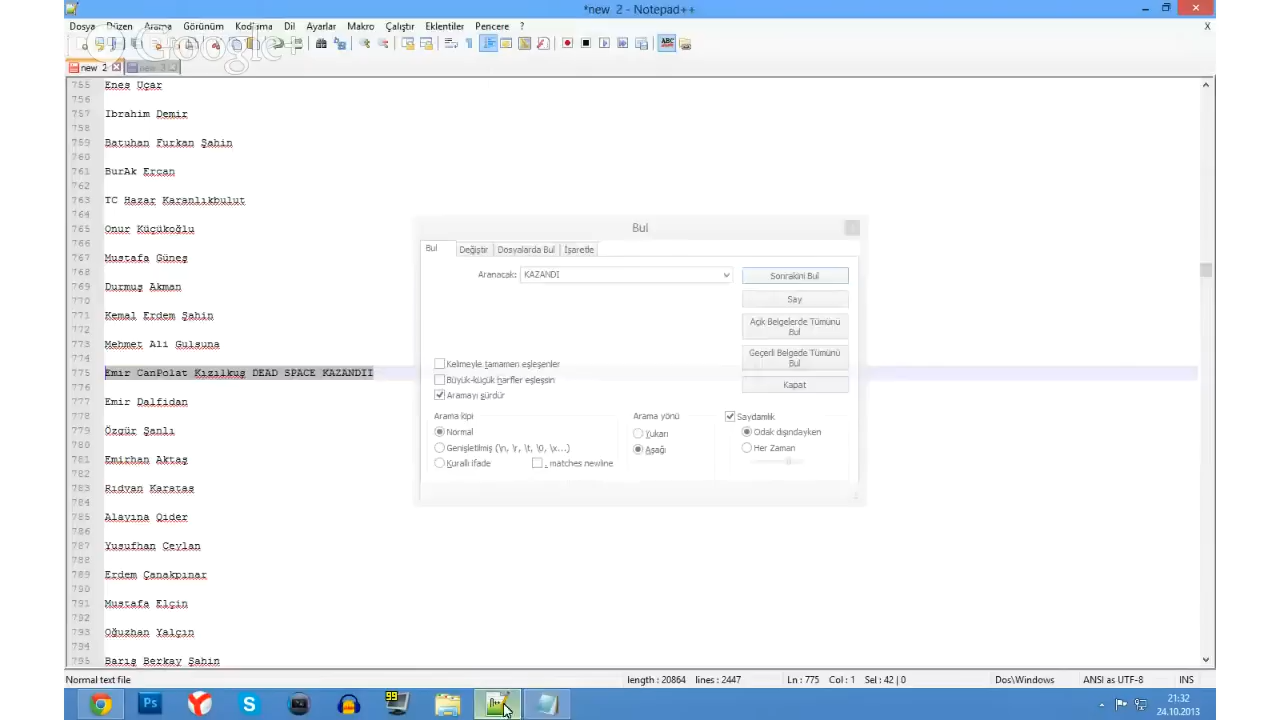 *new  2 - Notepad++
Dosya Düzen Arama Görünüm Kodlama Dil Ayarlar Makro Çalıştır Eklentiler Pencere ? X
Google+
new 2 new 3
755 Enes Uçar
756
757 Ibrahim Demir
758
759 Batuhan Furkan Şahin
760
761 BurAk Ercan
762
763 TC Hazar Karanlıkbulut
764
765 Onur Küçükoğlu
766
767 Mustafa Güneş
768
769 Durmuş Akman
770
771 Kemal Erdem Şahin
772
773 Mehmet Ali Gulsuna
774
775 Emir CanPolat Kızılkuş DEAD SPACE KAZANDII
776
777 Emir Dalfidan
778
779 Özgür Şanlı
780
781 Emirhan Aktaş
782
783 Rıdvan Karatas
784
785 Alayına Qider
786
787 Yusufhan Ceylan
788
789 Erdem Çanakpınar
790
791 Mustafa Elçin
792
793 Oğuzhan Yalçın
794
795 Barış Berkay Şahin
Bul
Bul Değiştir Dosyalarda Bul İşaretle
Aranacak: KAZANDI
Sonrakini Bul
Say
Açık Belgelerde Tümünü
Bul
Geçerli Belgede Tümünü
Bul
Kapat
Kelimeyle tamamen eşleşenler
Büyük-küçük harfler eşleşsin
Aramayı sürdür
Arama kipi
Normal
Genişletilmiş (\n, \r, \t, \0, \x...)
Kurallı ifade
. matches newline
Arama yönü
Yukarı
Aşağı
Saydamlık
Odak dışındayken
Her Zaman
Normal text file length : 20864 lines : 2447 Ln : 775 Col : 1 Sel : 42 | 0 Dos\Windows ANSI as UTF-8 INS
21:32
24.10.2013